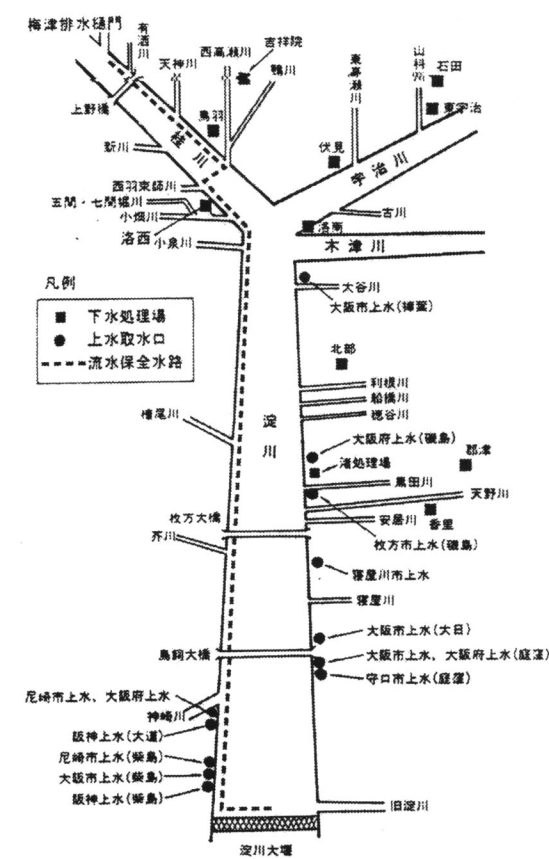 梅津排水樋門
有栖川
天神川
西高瀬川
吉祥院
鴨川
東高瀬川
山科川
石田
東宇治
上野橋
鳥羽
伏見
桂川
宇治川
新川
西羽束師川
五間・七間堀川
小畑川
洛西
小泉川
古川
洛南
木津川
凡例
下水処理場
上水取水口
流水保全水路
大谷川
大阪市上水(樟葉)
北部
利根川
船橋川
穂谷川
檜尾川
淀川
大阪府上水(磯島)
渚処理場
郡津
黒田川
天野川
枚方大橋
安居川
香里
枚方市上水(磯島)
芥川
寝屋川市上水
寝屋川
大阪市上水(大日)
鳥飼大橋
大阪市上水、大阪府上水(庭窪)
守口市上水(庭窪)
尼崎市上水、大阪府上水
神崎川
阪神上水(大道)
尼崎市上水(柴島)
大阪市上水(柴島)
阪神上水(柴島)
旧淀川
淀川大堰